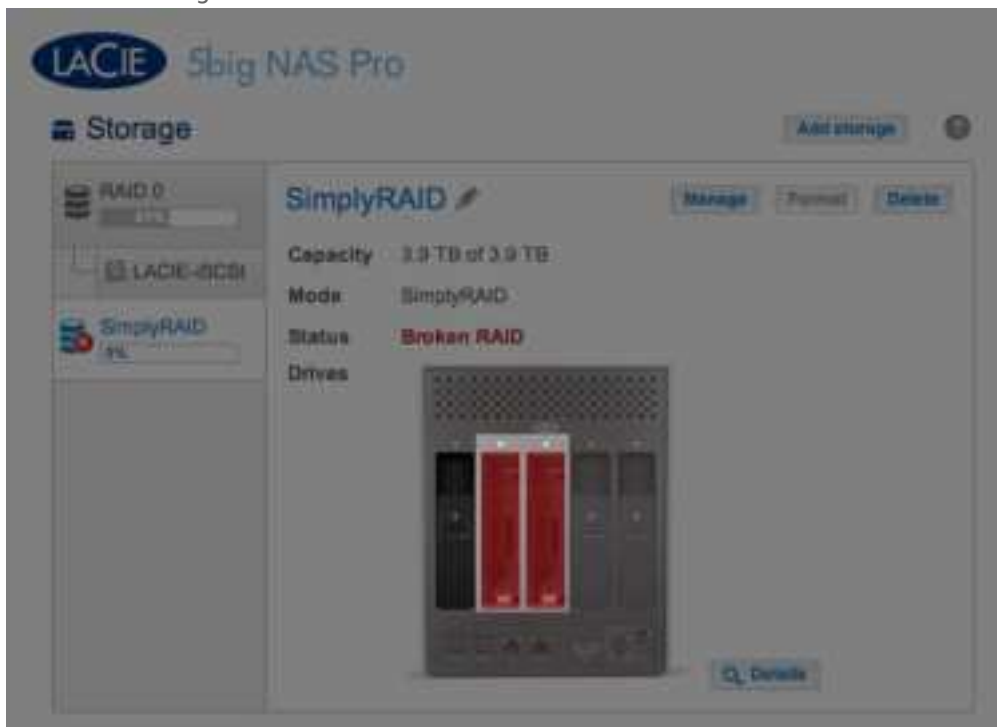 LACIE 5big NAS Pro
Storage
Add storage
?
RAID 0
LACIE-iSCSI
SimplyRAID
SimplyRAID
Manage Format Delete
Capacity 3.9 TB of 3.9 TB
Mode SimplyRAID
Status Broken RAID
Drives
Details